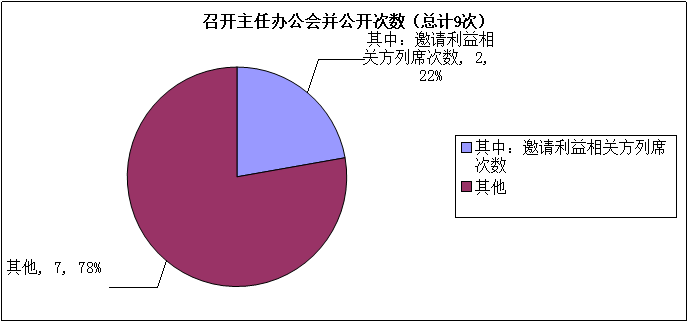 召开主任办公会并公开次数（总计9次）
其中: 邀请利益相
关方列席次数, 2,
22%
其中: 邀请利益相关方列席
次数
其他
其他, 7, 78%